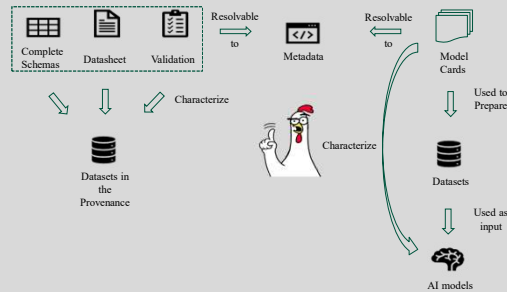 Complete
Schemas
Datasheet
Validation
Resolvable
to
Metadata
Resolvable
to
Model
Cards
Characterize
Used to
Prepare
Datasets in
the
Provenance
Characterize
Datasets
Used as
input
AI models